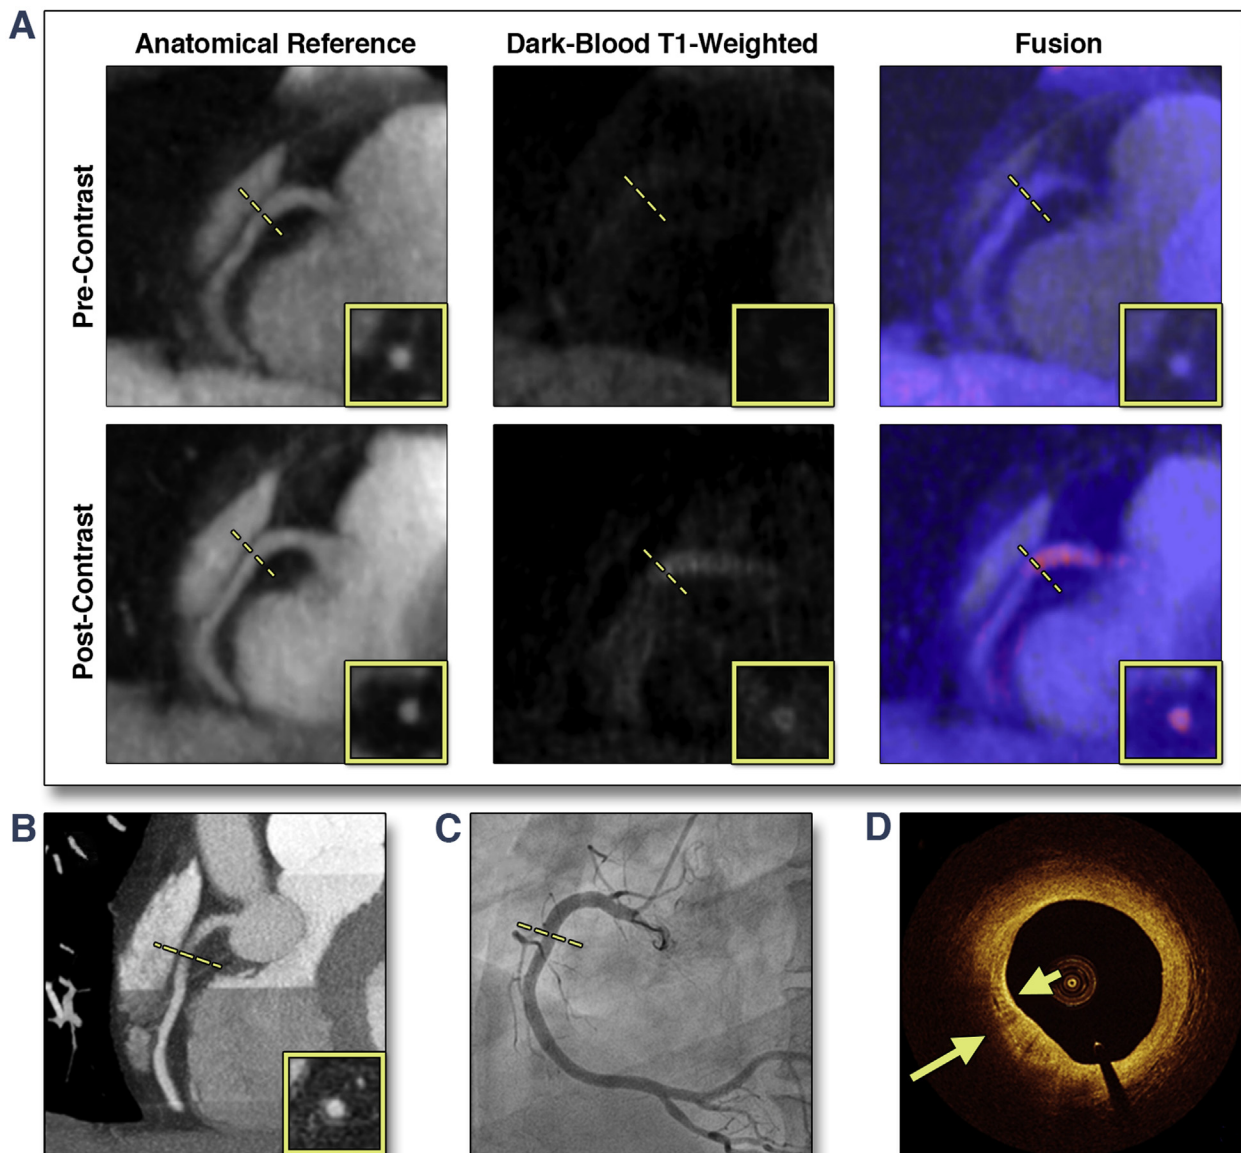 A
Anatomical Reference
Dark-Blood T1-Weighted
Fusion
Pre-Contrast
Post-Contrast
B
C
D